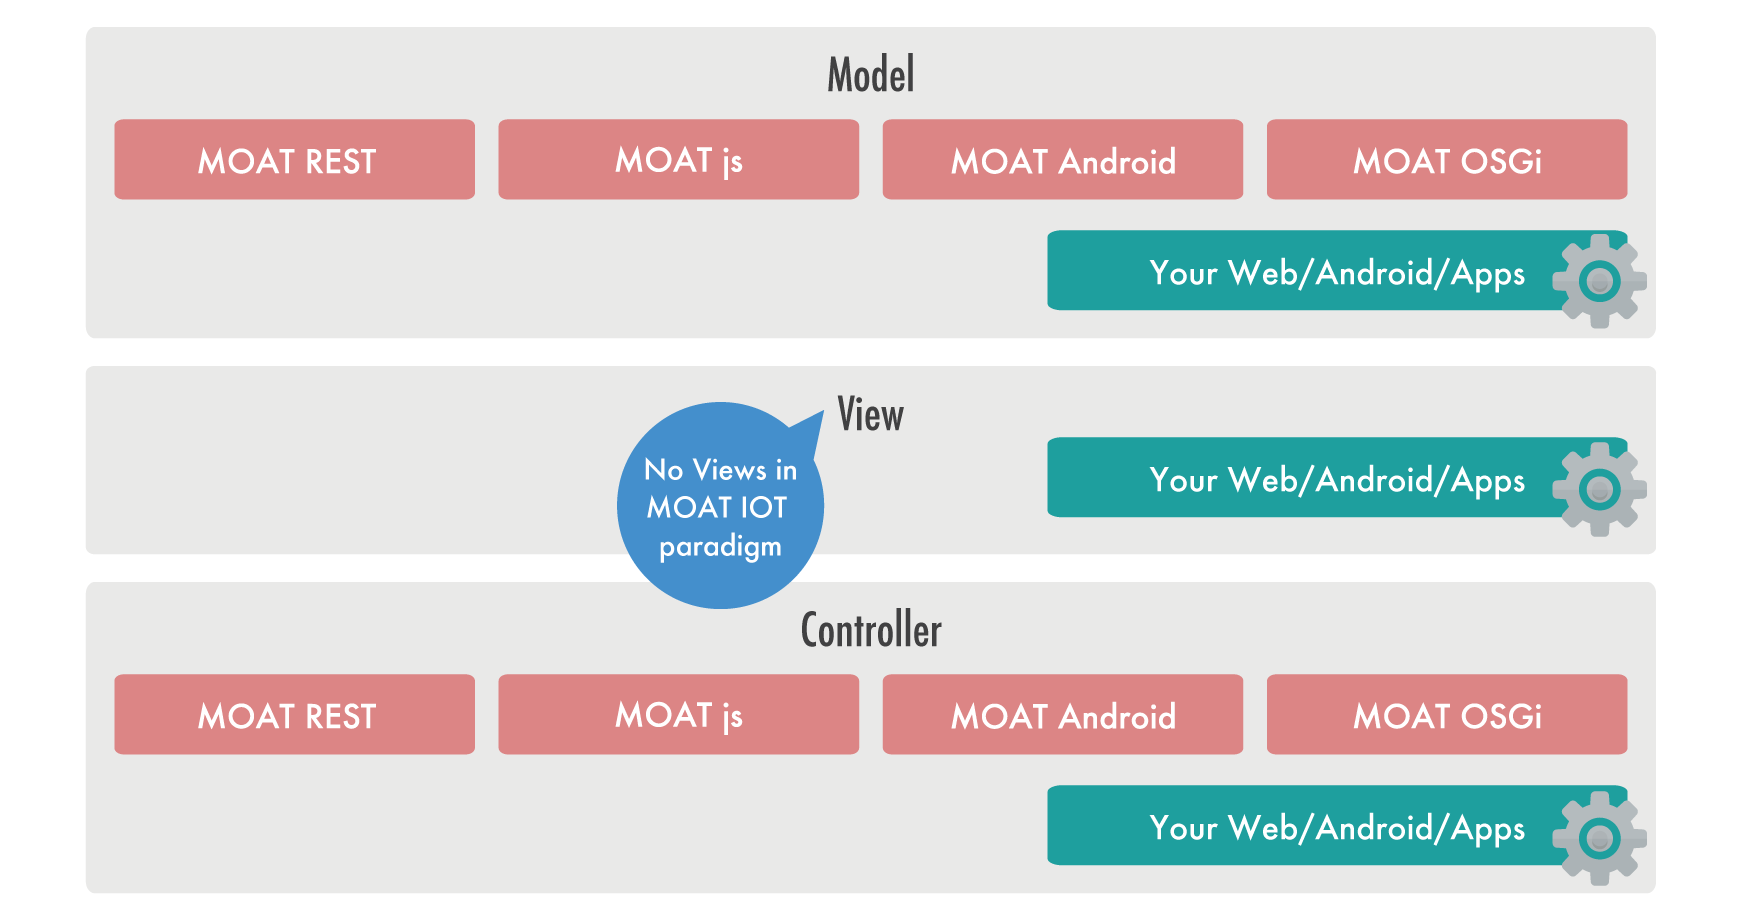 Model
MOAT REST
MOAT js
MOAT Android
MOAT OSGi
Your Web/Android/Apps
View
No Views in
MOAT IOT
paradigm
Your Web/Android/Apps
Controller
MOAT REST
MOAT js
MOAT Android
MOAT OSGi
Your Web/Android/Apps